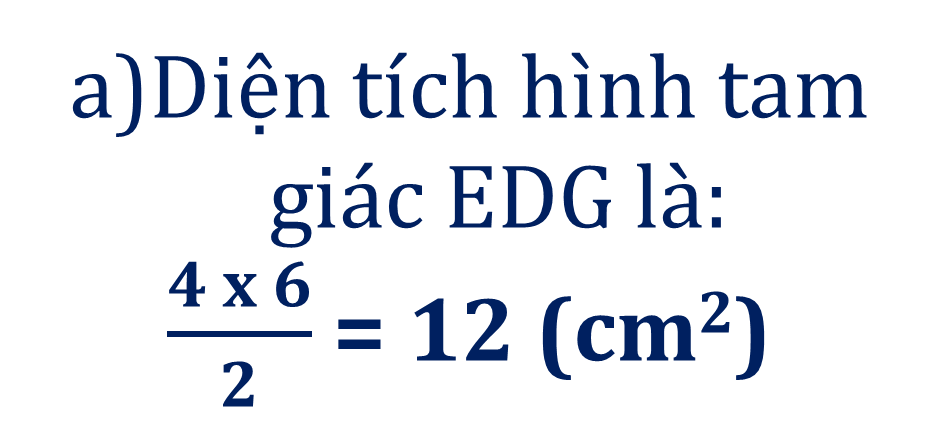 a)Diện tích hình tam
giác EDG là:
4 x 6
2
= 12 (cm²)